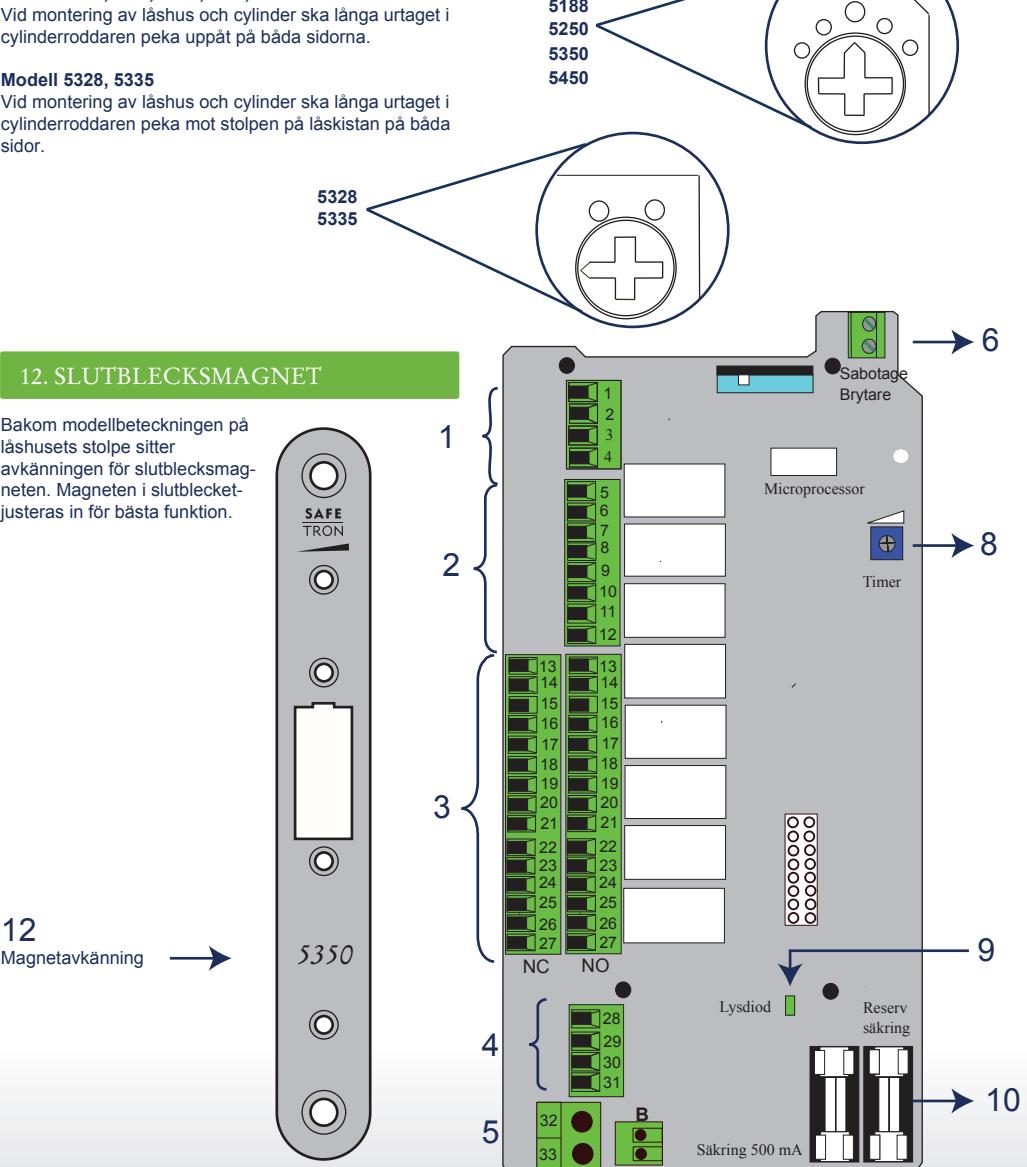 Vid montering av låshus och cylinder ska långa urtaget i
cylinderroddaren peka uppåt på båda sidorna.
Modell 5328, 5335
Vid montering av låshus och cylinder ska långa urtaget i
cylinderroddaren peka mot stolpen på låskistan på båda
sidor.
5188
5250
5350
5450
5328
5335
12. SLUTBLECKSMAGNET
Bakom modellbeteckningen på
låshusets stolpe sitter
avkänningen för slutblecksmag-
neten. Magneten i slutblecket-
justeras in för bästa funktion.
SAFE
TRON
5350
12
Magnetavkänning
6
Sabotage
Brytare
1
1
2
3
4
Microprocessor
2
5
6
7
8
9
10
11
12
8
Timer
3
13 13
14 14
15 15
16 16
17 17
18 18
19 19
20 20
21 21
22 22
23 23
24 24
25 25
26 26
27 27
NC NO
9
Lysdiod
Reserv
säkring
4
28
29
30
31
10
5
32
33
B
Säkring 500 mA